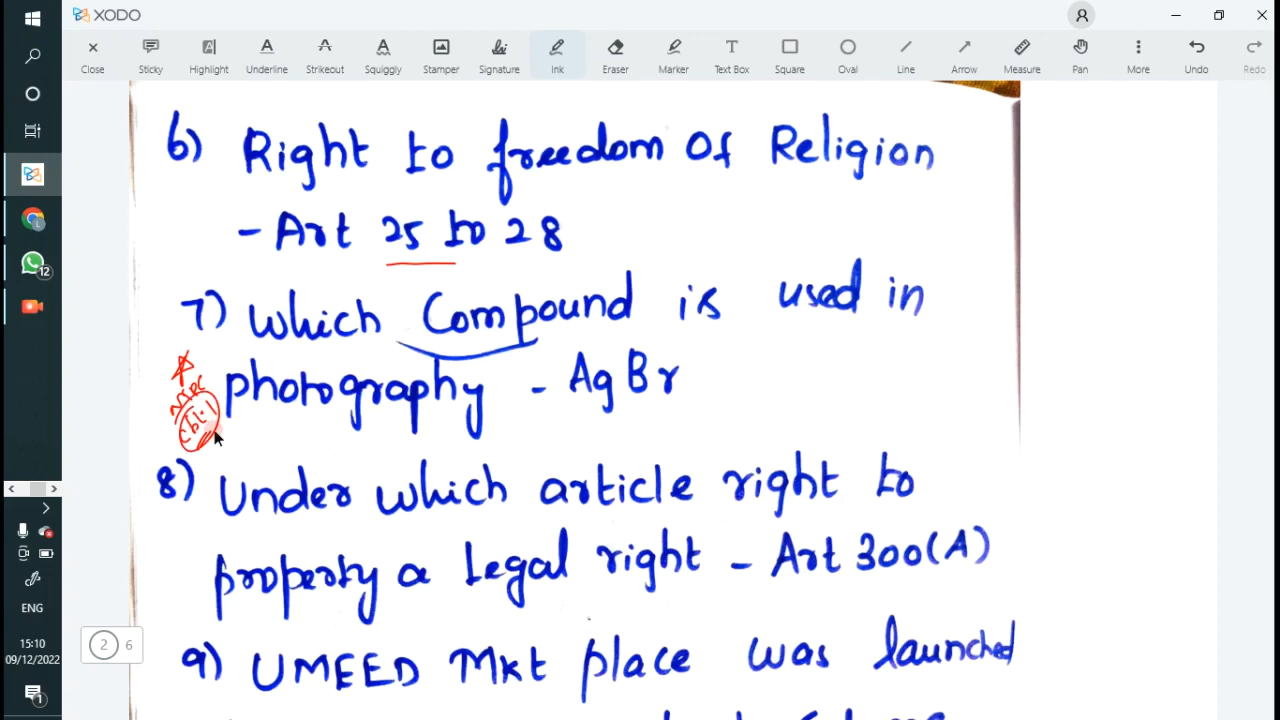 XODO
Close Sticky Highlight Underline Strikeout Squiggly Stamper Signature Ink Eraser Marker Text Box Square Oval Line Arrow Measure Pan More Undo Redo
6) Right to freedom of Religion
- Art 25 to 28
7) Which Compound is used in
photography - AgBr
8) Under which article right to
property a Legal right - Art 300(A)
9) UMEED Mkt place was launched
12
ENG
15:10
09/12/2022
1
2 6